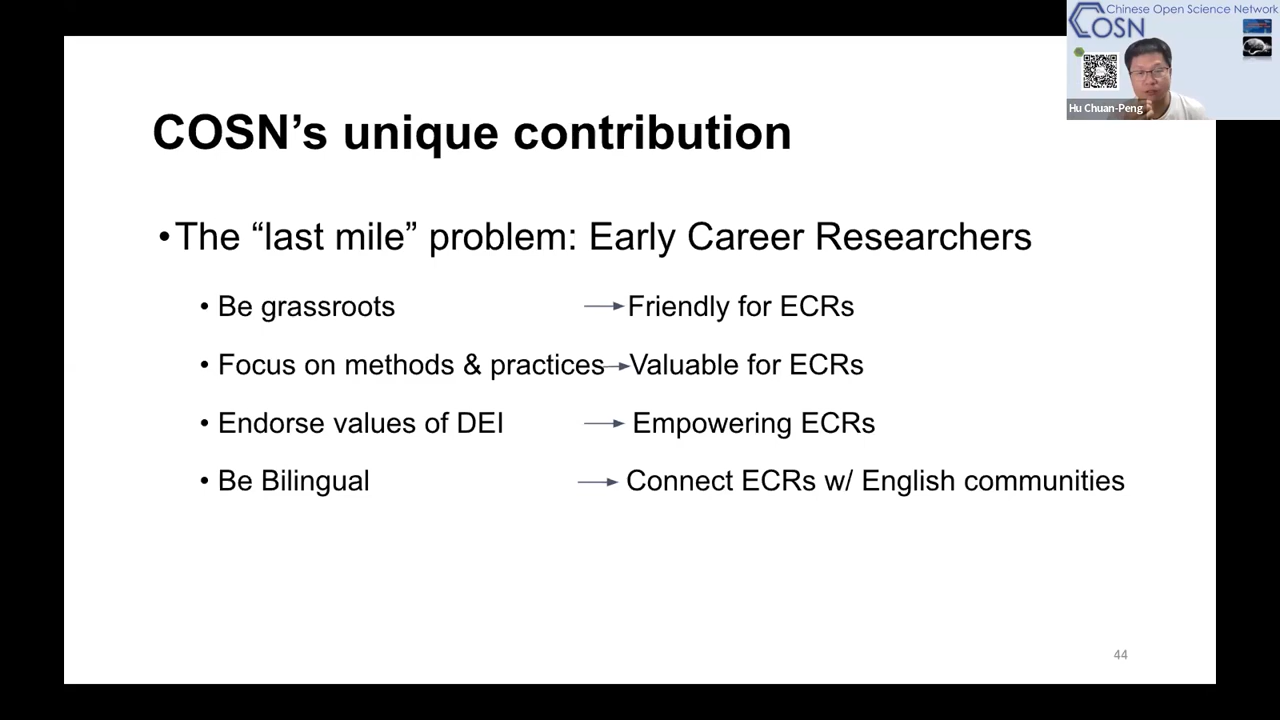 Chinese Open Science Network
COSN
Hu Chuan-Peng
COSN’s unique contribution
•The “last mile” problem: Early Career Researchers
• Be grassroots Friendly for ECRs
• Focus on methods & practices Valuable for ECRs
• Endorse values of DEI Empowering ECRs
• Be Bilingual Connect ECRs w/ English communities
44